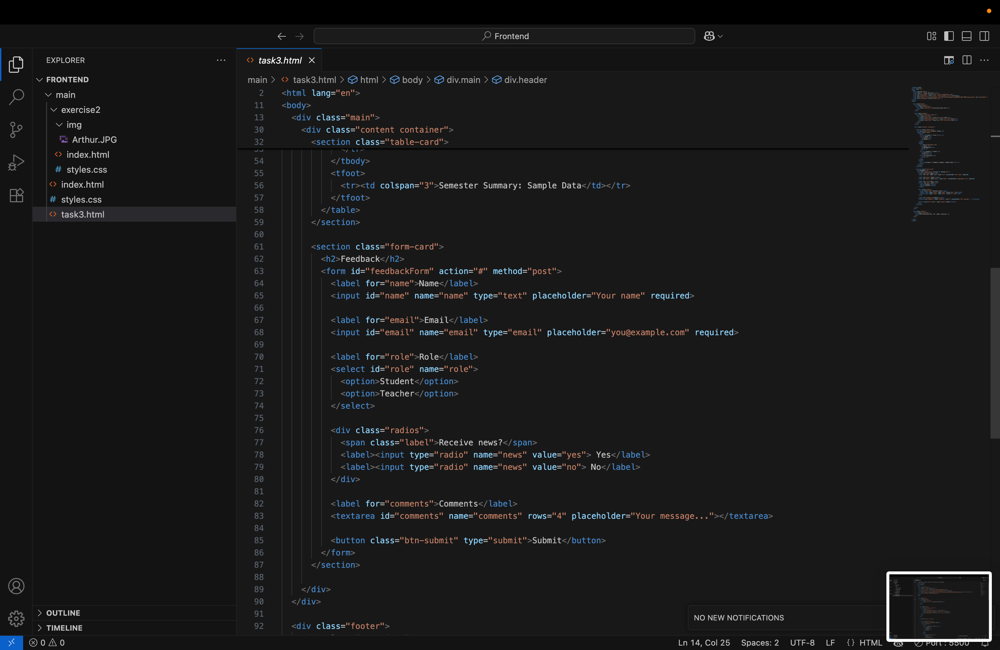 Frontend
EXPLORER
FRONTEND
main
exercise2
img
Arthur.JPG
index.html
styles.css
index.html
styles.css
task3.html
OUTLINE
TIMELINE
task3.html
main > task3.html > html > body > div.main > div.header
2 <html lang="en">
11 <body>
13 <div class="main">
30 <div class="content container">
32 <section class="table-card">
54 </tbody>
55 <tfoot>
56 <tr><td colspan="3">Semester Summary: Sample Data</td></tr>
57 </tfoot>
58 </table>
59 </section>
60
61 <section class="form-card">
62 <h2>Feedback</h2>
63 <form id="feedbackForm" action="#" method="post">
64 <label for="name">Name</label>
65 <input id="name" name="name" type="text" placeholder="Your name" required>
66
67 <label for="email">Email</label>
68 <input id="email" name="email" type="email" placeholder="you@example.com" required>
69
70 <label for="role">Role</label>
71 <select id="role" name="role">
72 <option>Student</option>
73 <option>Teacher</option>
74 </select>
75
76 <div class="radios">
77 <span class="label">Receive news?</span>
78 <label><input type="radio" name="news" value="yes"> Yes</label>
79 <label><input type="radio" name="news" value="no"> No</label>
80 </div>
81
82 <label for="comments">Comments</label>
83 <textarea id="comments" name="comments" rows="4" placeholder="Your message..."></textarea>
84
85 <button class="btn-submit" type="submit">Submit</button>
86 </form>
87 </section>
88
89 </div>
90 </div>
91
92 <div class="footer">
NO NEW NOTIFICATIONS
0 0
Ln 14, Col 25 Spaces: 2 UTF-8 LF {} HTML Port : 5500